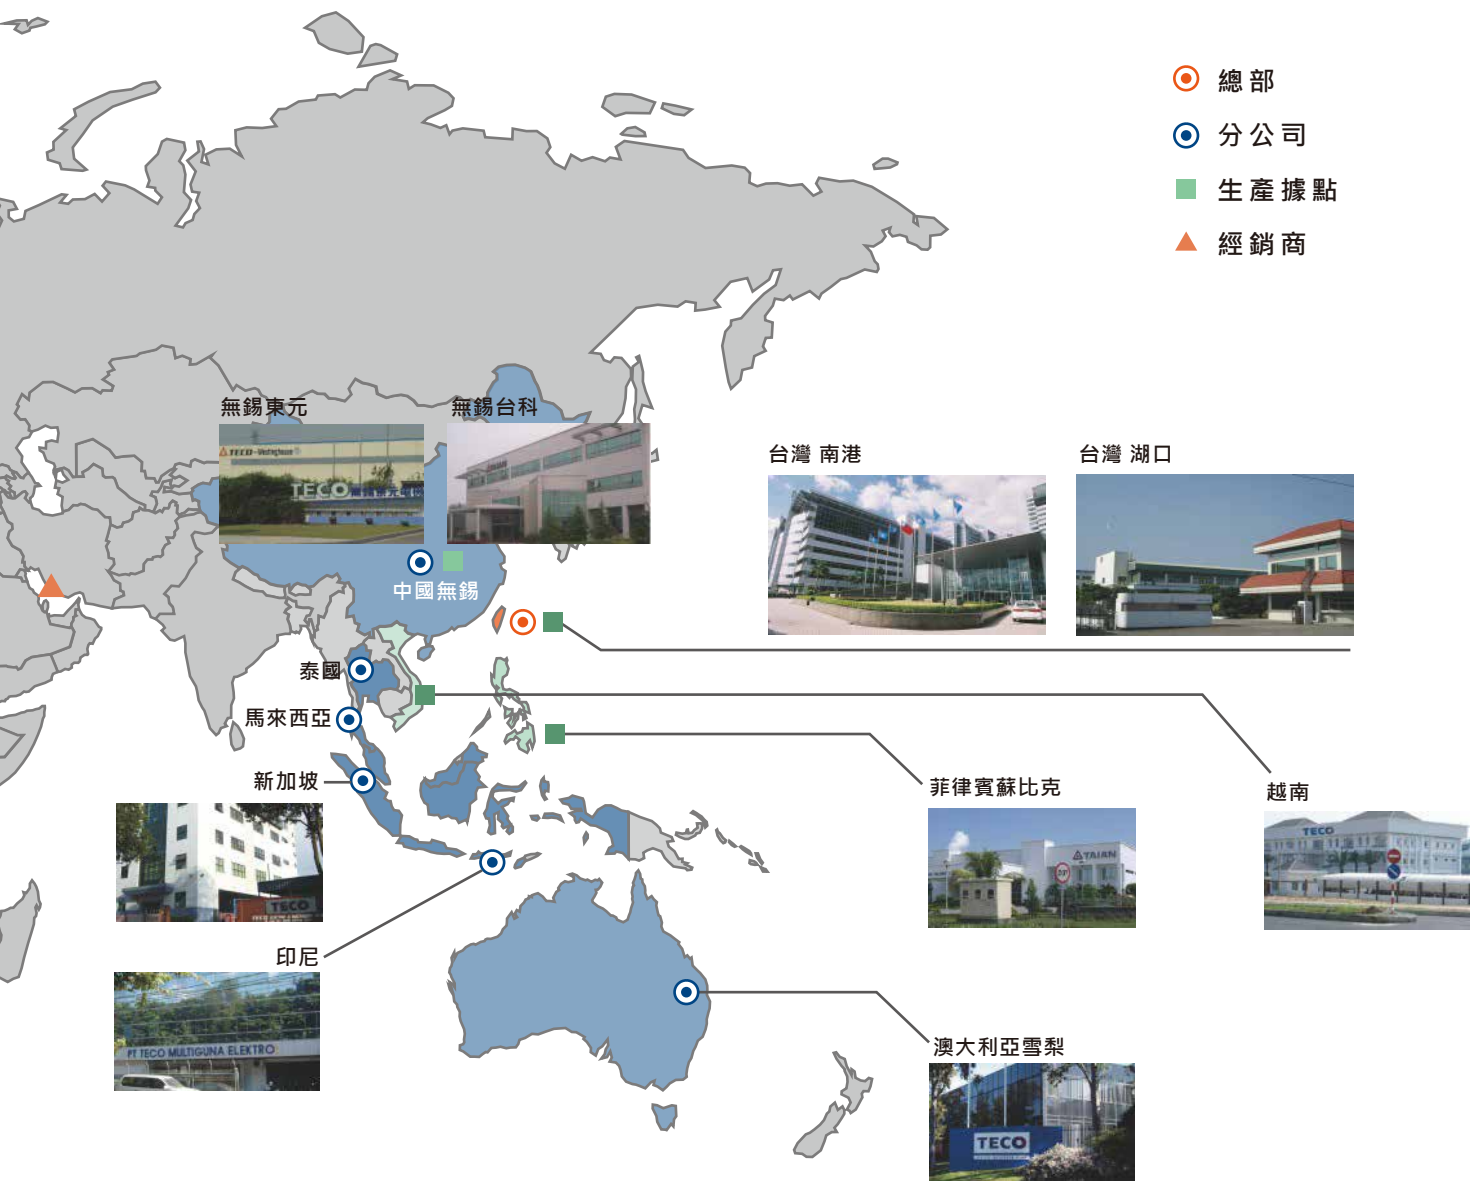 總部
分公司
生產據點
經銷商
無錫東元
無錫台科
TECO-Westinghouse
TECO
台灣 南港
台灣 湖口
中國無錫
泰國
馬來西亞
新加坡
TECO
印尼
PT TECO MULTIGUNA ELEKTRO
菲律賓蘇比克
TAIAN
越南
TECO
澳大利亞雪梨
TECO